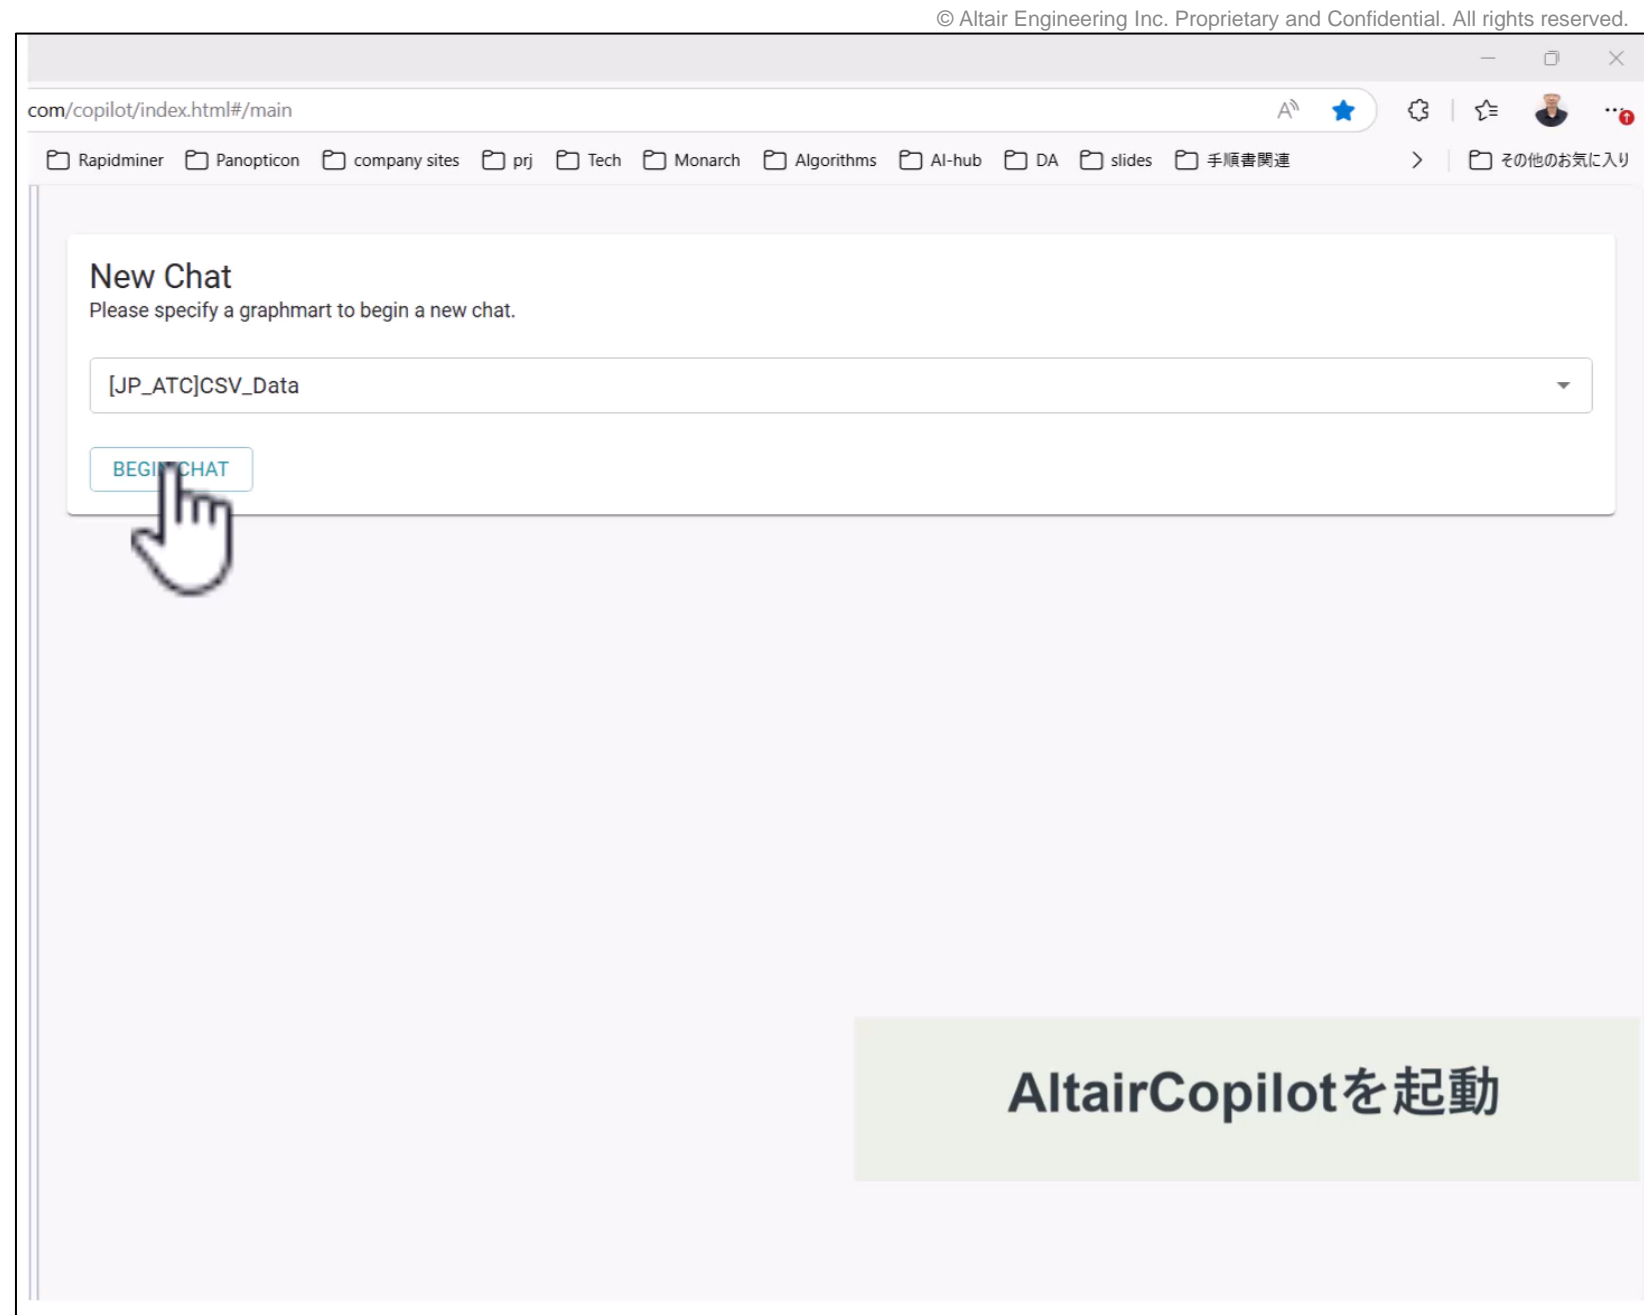 © Altair Engineering Inc. Proprietary and Confidential. All rights reserved.
com/copilot/index.html#/main
Rapidminer Panopticon company sites prj Tech Monarch Algorithms AI-hub DA slides 手順書関連 その他のお気に入り
New Chat
Please specify a graphmart to begin a new chat.
[JP_ATC]CSV_Data
BEGIN CHAT
AltairCopilotを起動